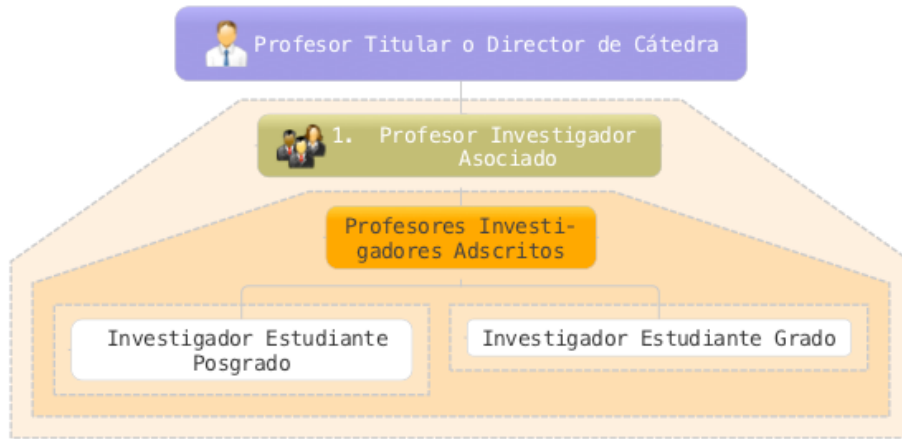 Profesor Titular o Director de Cátedra
1. Profesor Investigador
Asociado
Profesores Investi-
gadores Adscritos
Investigador Estudiante
Posgrado
Investigador Estudiante Grado